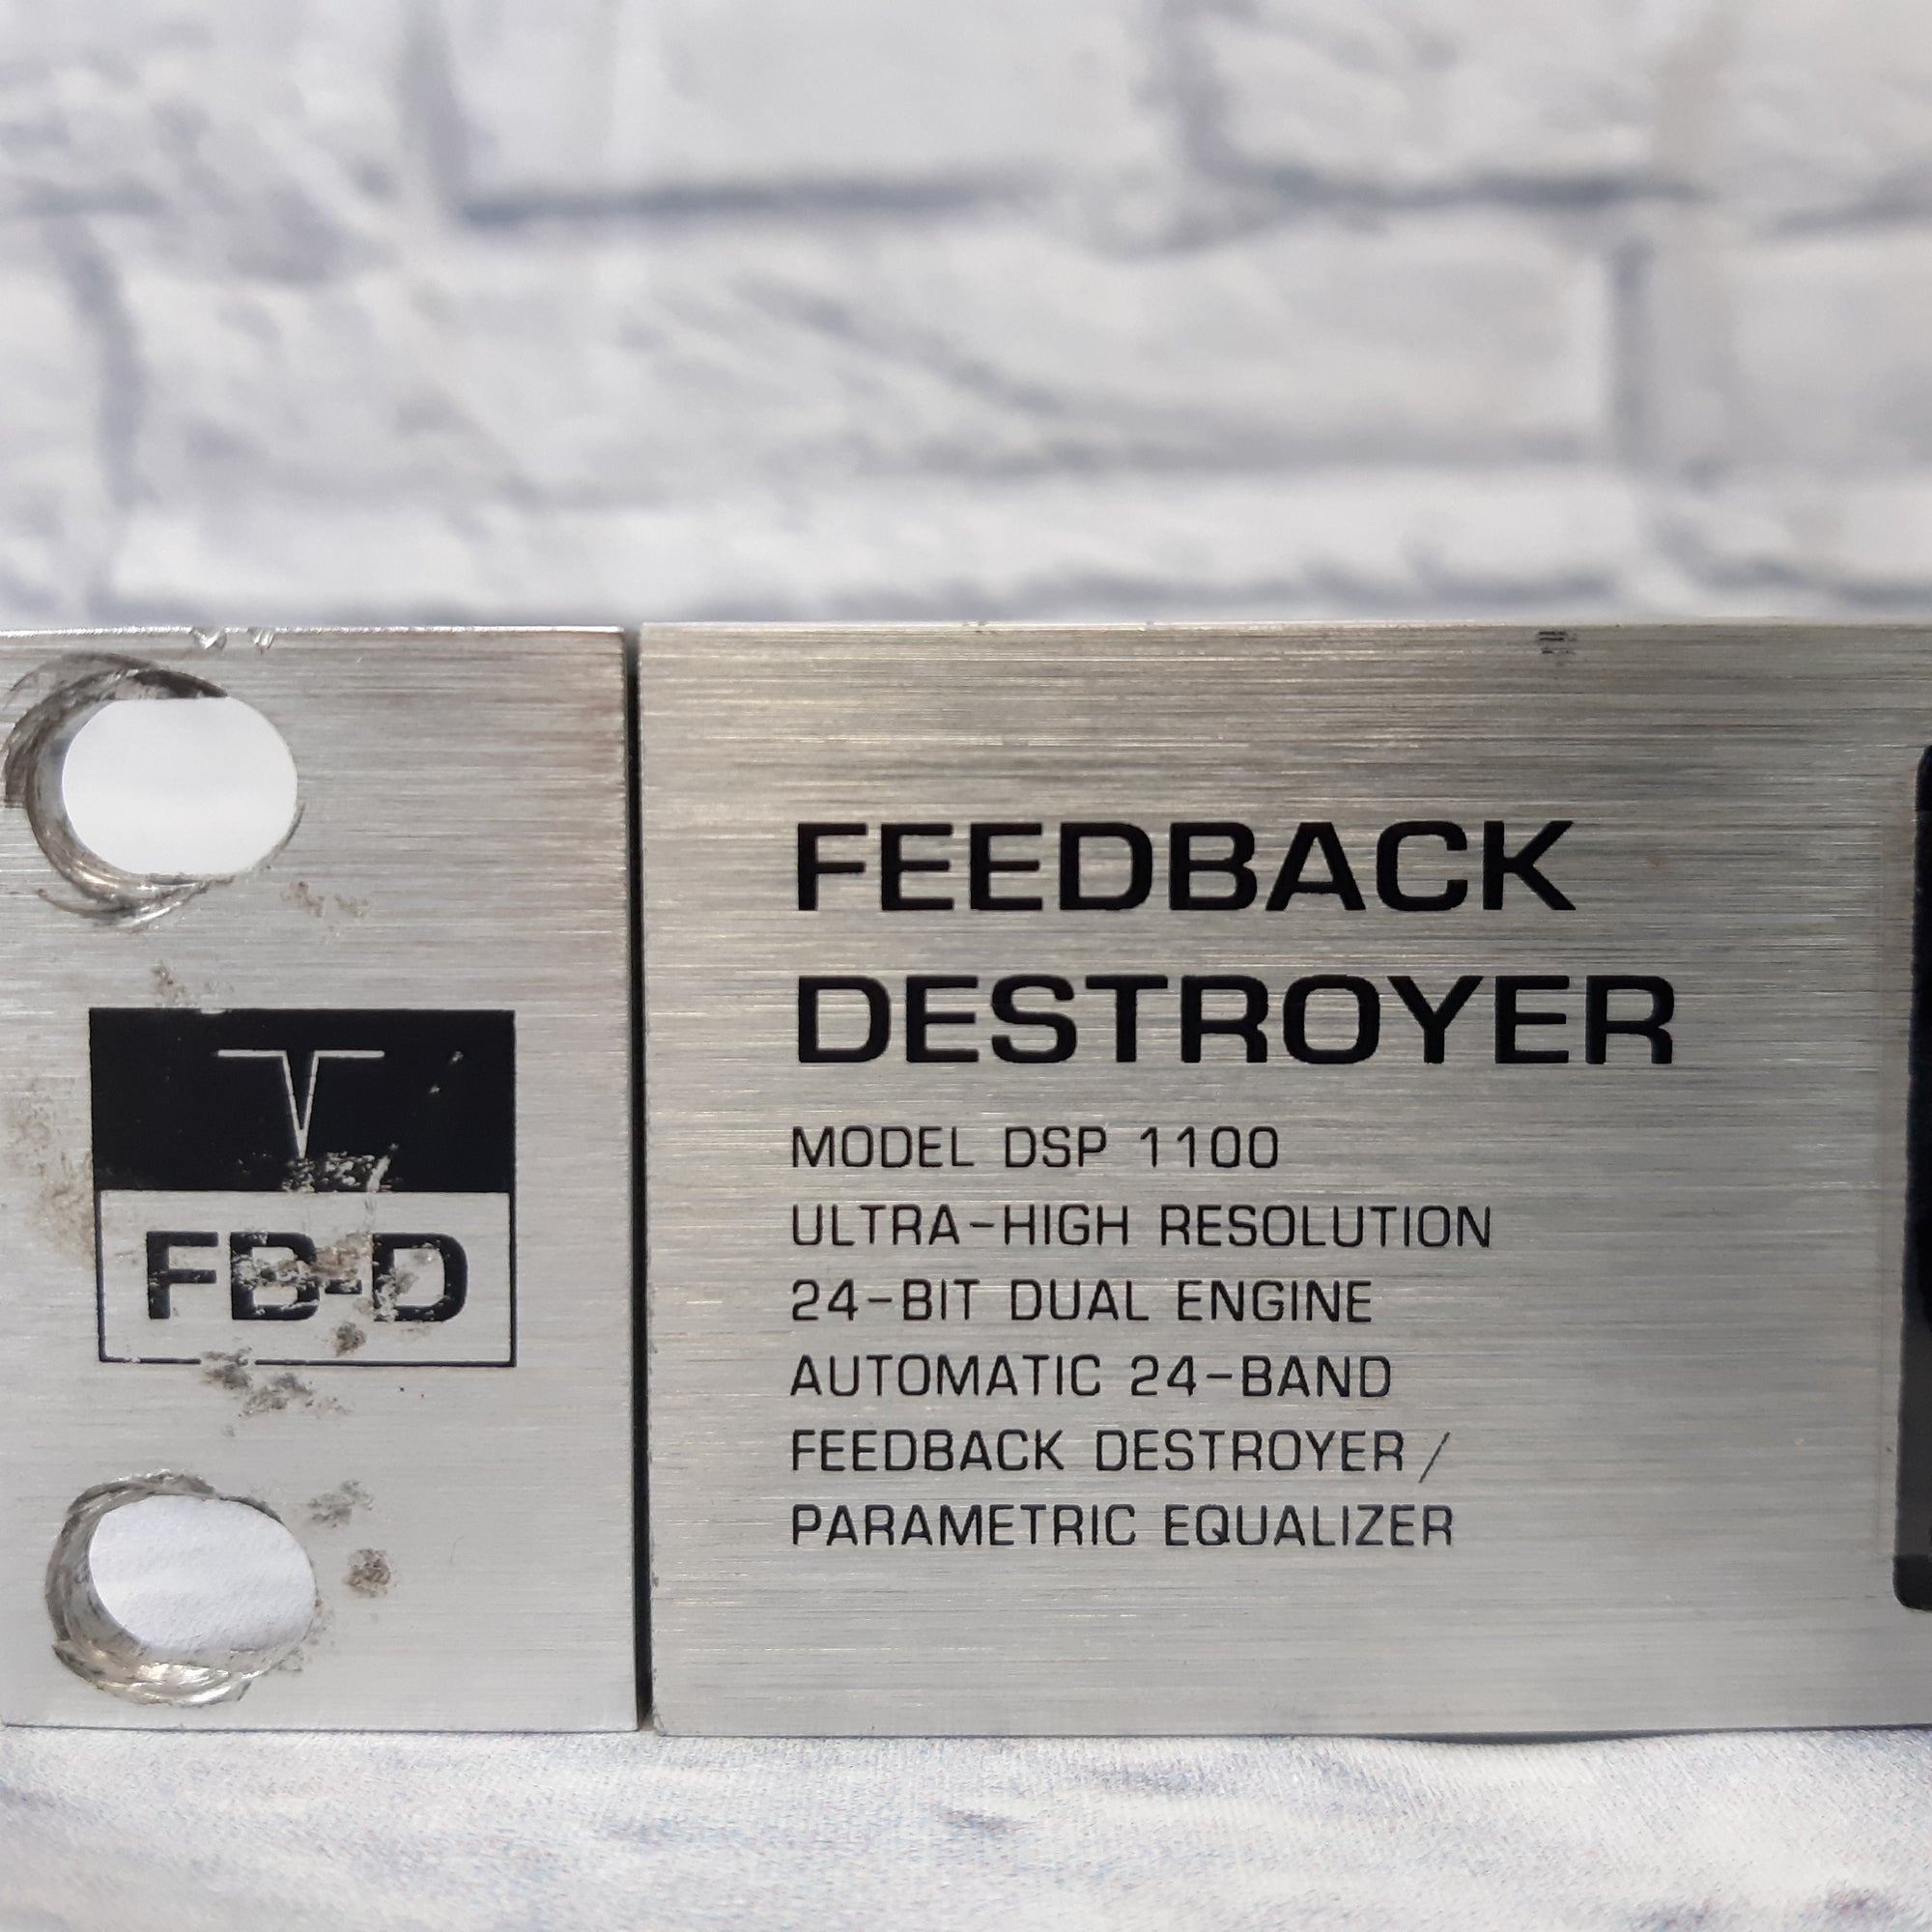 FB-D
FEEDBACK
DESTROYER
MODEL DSP 1100
ULTRA-HIGH RESOLUTION
24-BIT DUAL ENGINE
AUTOMATIC 24-BAND
FEEDBACK DESTROYER /
PARAMETRIC EQUALIZER